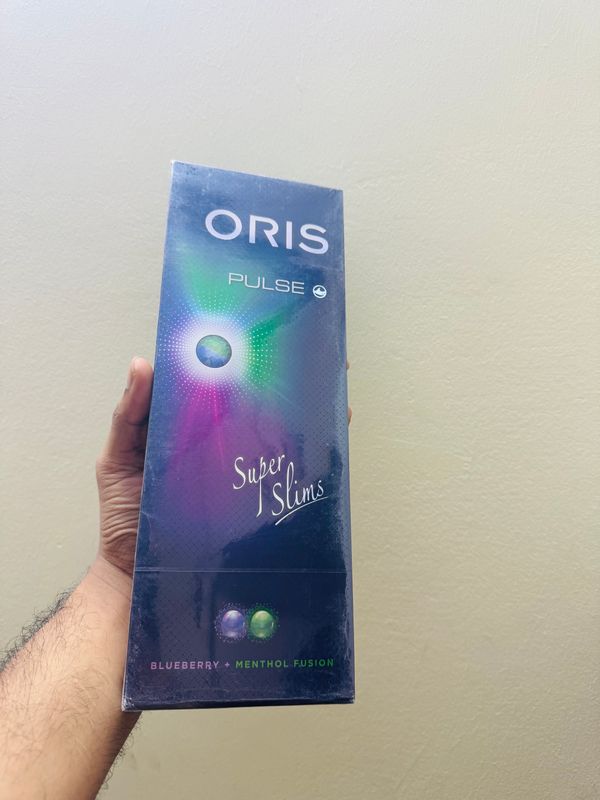 ORIS
PULSE
Super
Slims
BLUEBERRY + MENTHOL FUSION